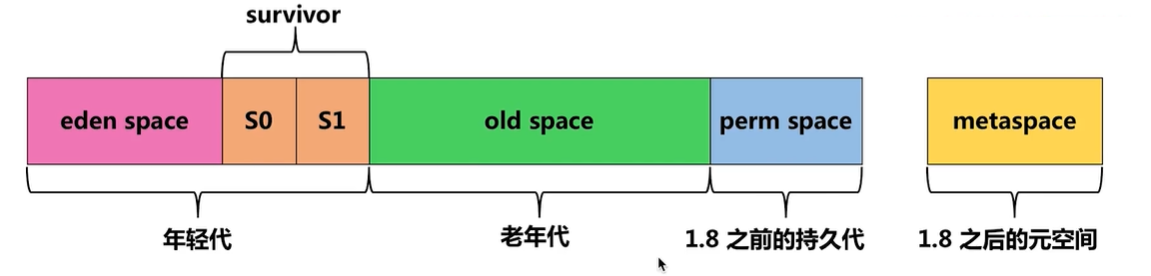 survivor
eden space
S0
S1
old space
perm space
metaspace
年轻代
老年代
1.8 之前的持久代
1.8 之后的元空间